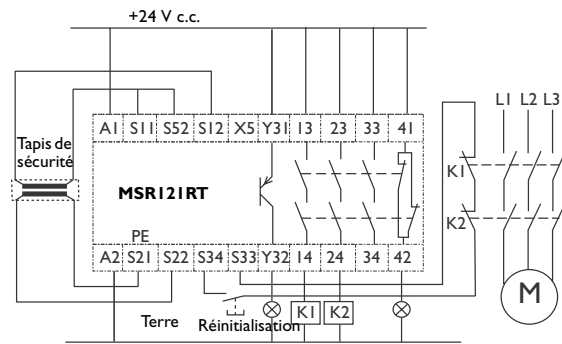 +24 V c.c.
L1 L2 L3
A1 S11 S52 S12 X5 Y31 13 23 33 41
Tapis de
sécurité
K1
MSR121RT
K2
PE
A2 S21 S22 S34 S33 Y32 14 24 34 42
M
K1 K2
Terre Réinitialisation